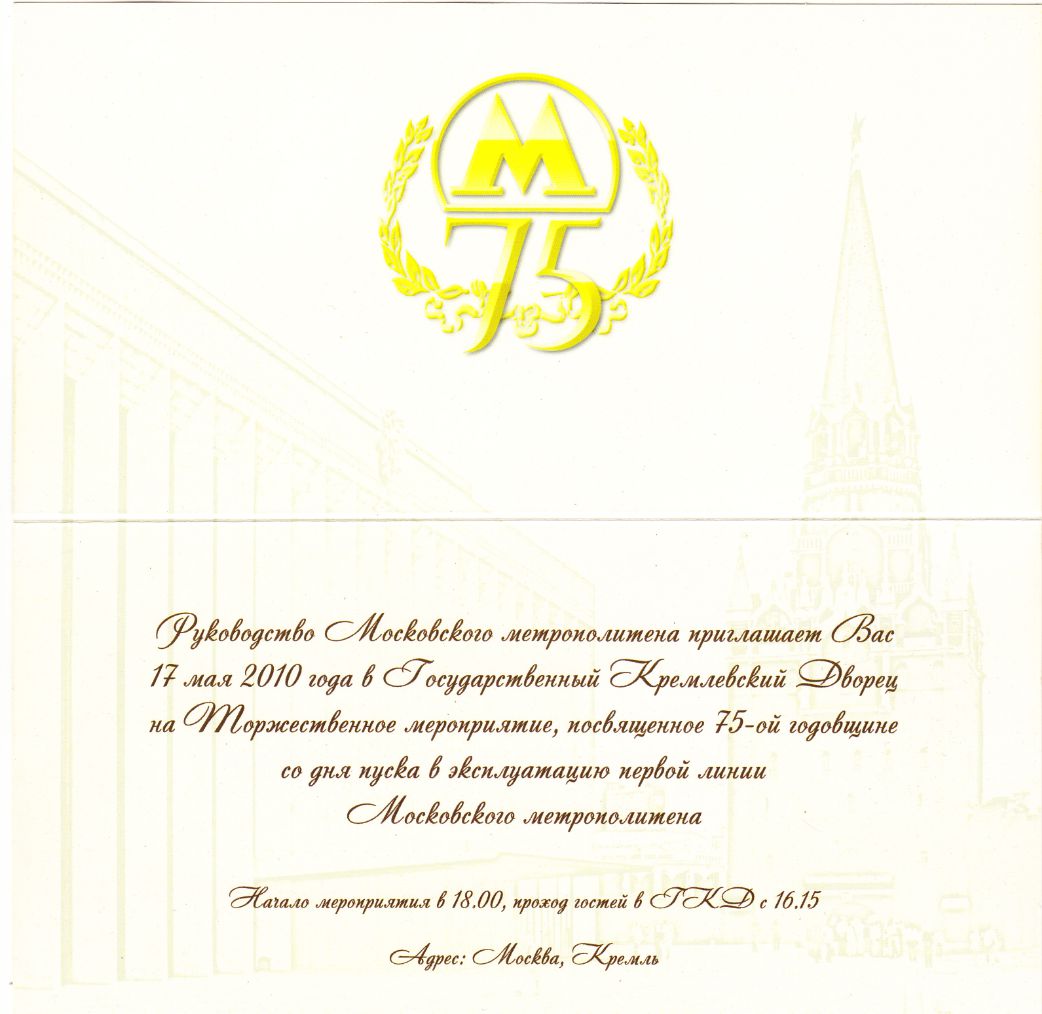 М
75
Руководство Московского метрополитена приглашает Вас
17 мая 2010 года в Государственный Кремлевский Дворец
на Торжественное мероприятие, посвященное 75-ой годовщине
со дня пуска в эксплуатацию первой линии
Московского метрополитена
Начало мероприятия в 18.00, проход гостей в ГКД с 16.15
Адрес: Москва, Кремль